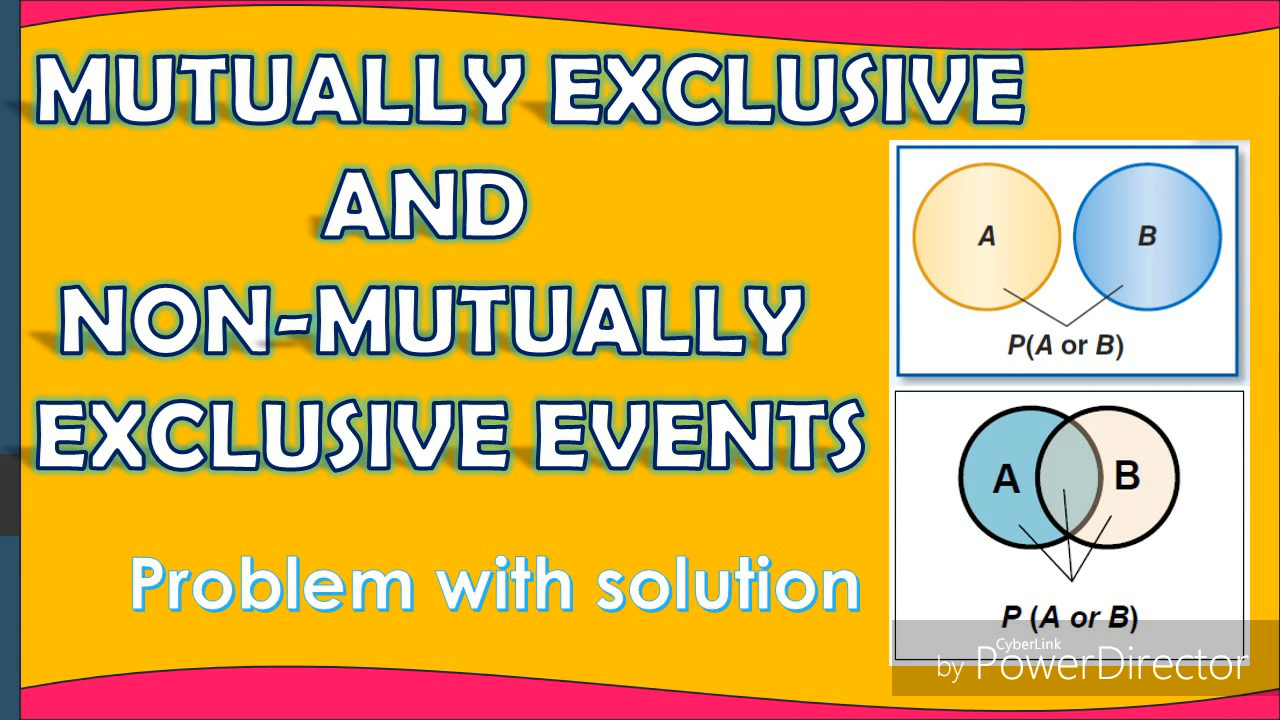 MUTUALLY EXCLUSIVE
AND
NON-MUTUALLY
EXCLUSIVE EVENTS
Problem with solution
A B
P(A or B)
A B
P (A or B)
CyberLink
by PowerDirector